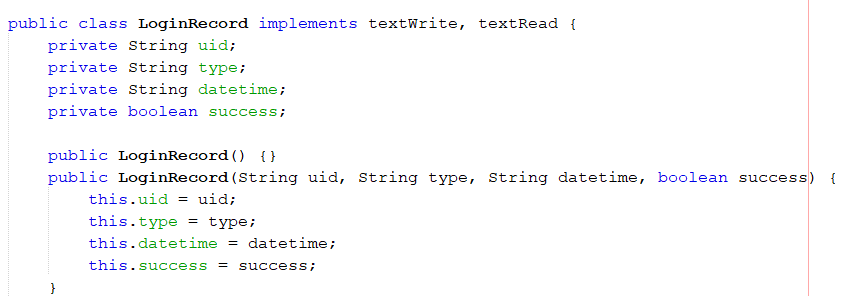 public class LoginRecord implements textWrite, textRead {
    private String uid;
    private String type;
    private String datetime;
    private boolean success;

    public LoginRecord() {}
    public LoginRecord(String uid, String type, String datetime, boolean success) {
        this.uid = uid;
        this.type = type;
        this.datetime = datetime;
        this.success = success;
    }